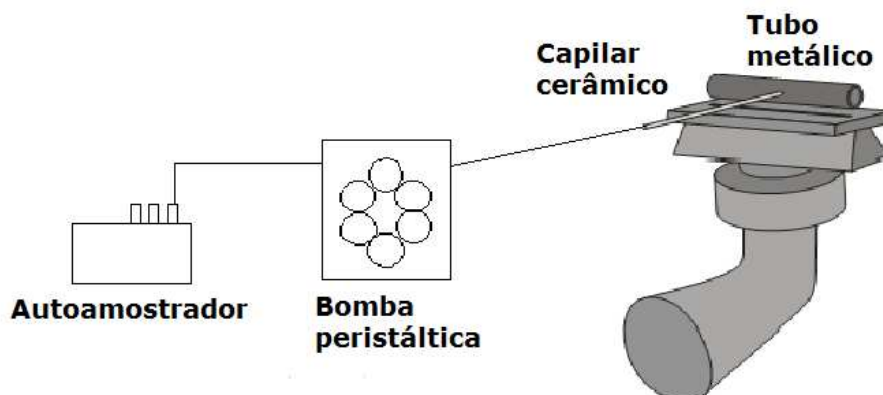 Tubo
metálico
Capilar
cerâmico
Autoamostrador
Bomba
peristáltica